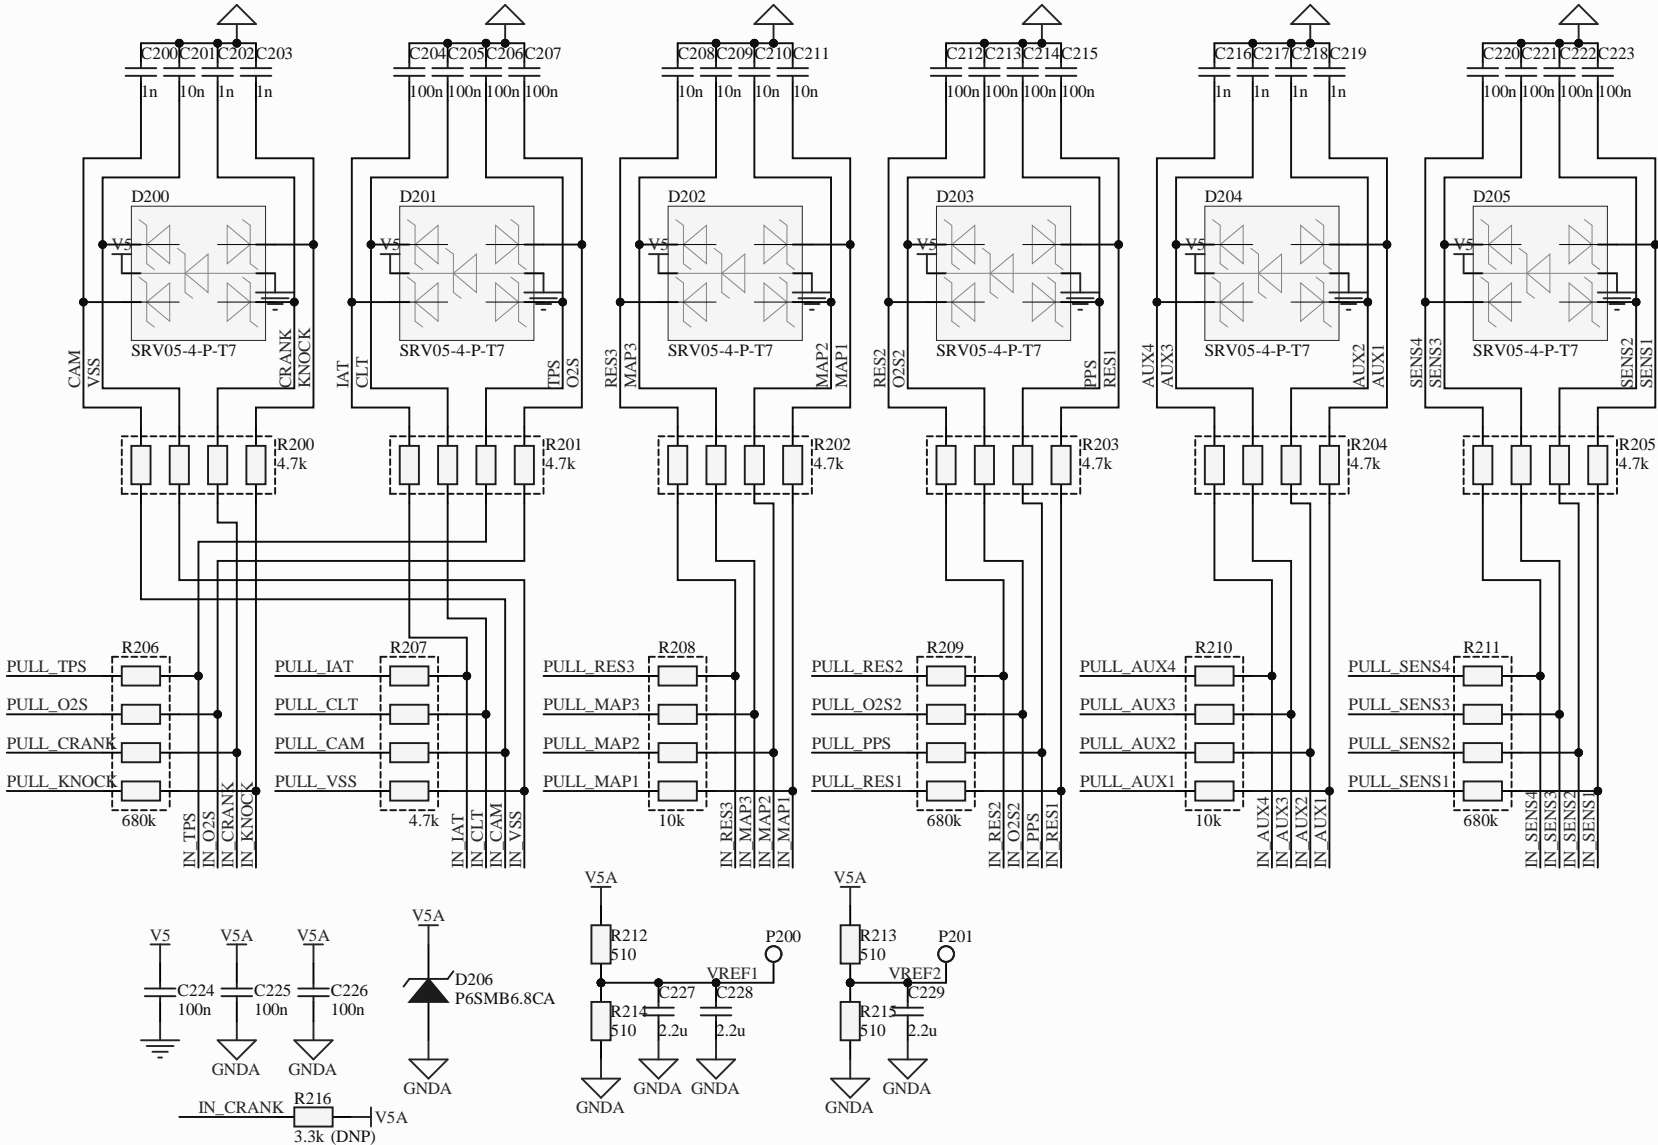 C200 C201 C202 C203 C204 C205 C206 C207 C208 C209 C210 C211 C212 C213 C214 C215 C216 C217 C218 C219 C220 C221 C222 C223
1n 10n 1n 1n 100n 100n 100n 100n 10n 10n 10n 10n 100n 100n 100n 100n 1n 1n 1n 1n 100n 100n 100n 100n
D200 D201 D202 D203 D204 D205
V5 V5 V5 V5 V5 V5
SRV05-4-P-T7 SRV05-4-P-T7 SRV05-4-P-T7 SRV05-4-P-T7 SRV05-4-P-T7 SRV05-4-P-T7
CAM VSS CRANK KNOCK IAT CLT TPS O2S RES3 MAP3 MAP2 MAP1 RES2 O2S2 PPS RES1 AUX4 AUX3 AUX2 AUX1 SENS4 SENS3 SENS2 SENS1
R200 R201 R202 R203 R204 R205
4.7k 4.7k 4.7k 4.7k 4.7k 4.7k
R206 R207 R208 R209 R210 R211
PULL_TPS PULL_IAT PULL_RES3 PULL_RES2 PULL_AUX4 PULL_SENS4
PULL_O2S PULL_CLT PULL_MAP3 PULL_O2S2 PULL_AUX3 PULL_SENS3
PULL_CRANK PULL_CAM PULL_MAP2 PULL_PPS PULL_AUX2 PULL_SENS2
PULL_KNOCK PULL_VSS PULL_MAP1 PULL_RES1 PULL_AUX1 PULL_SENS1
680k 4.7k 10k 680k 10k 680k
IN_TPS IN_O2S IN_CRANK IN_KNOCK IN_IAT IN_CLT IN_CAM IN_VSS IN_RES3 IN_MAP3 IN_MAP2 IN_MAP1 IN_RES2 IN_O2S2 IN_PPS IN_RES1 IN_AUX4 IN_AUX3 IN_AUX2 IN_AUX1 IN_SENS4 IN_SENS3 IN_SENS2 IN_SENS1
V5 V5A V5A
C224 C225 C226
100n 100n 100n
GNDA GNDA
IN_CRANK R216 V5A
3.3k (DNP)
V5A
D206
P6SMB6.8CA
GNDA
V5A
R212 P200
510
VREF1
R214 C227 C228
510 2.2u 2.2u
GNDA GNDA GNDA
V5A
R213 P201
510
VREF2
R215 C229
510 2.2u
GNDA GNDA